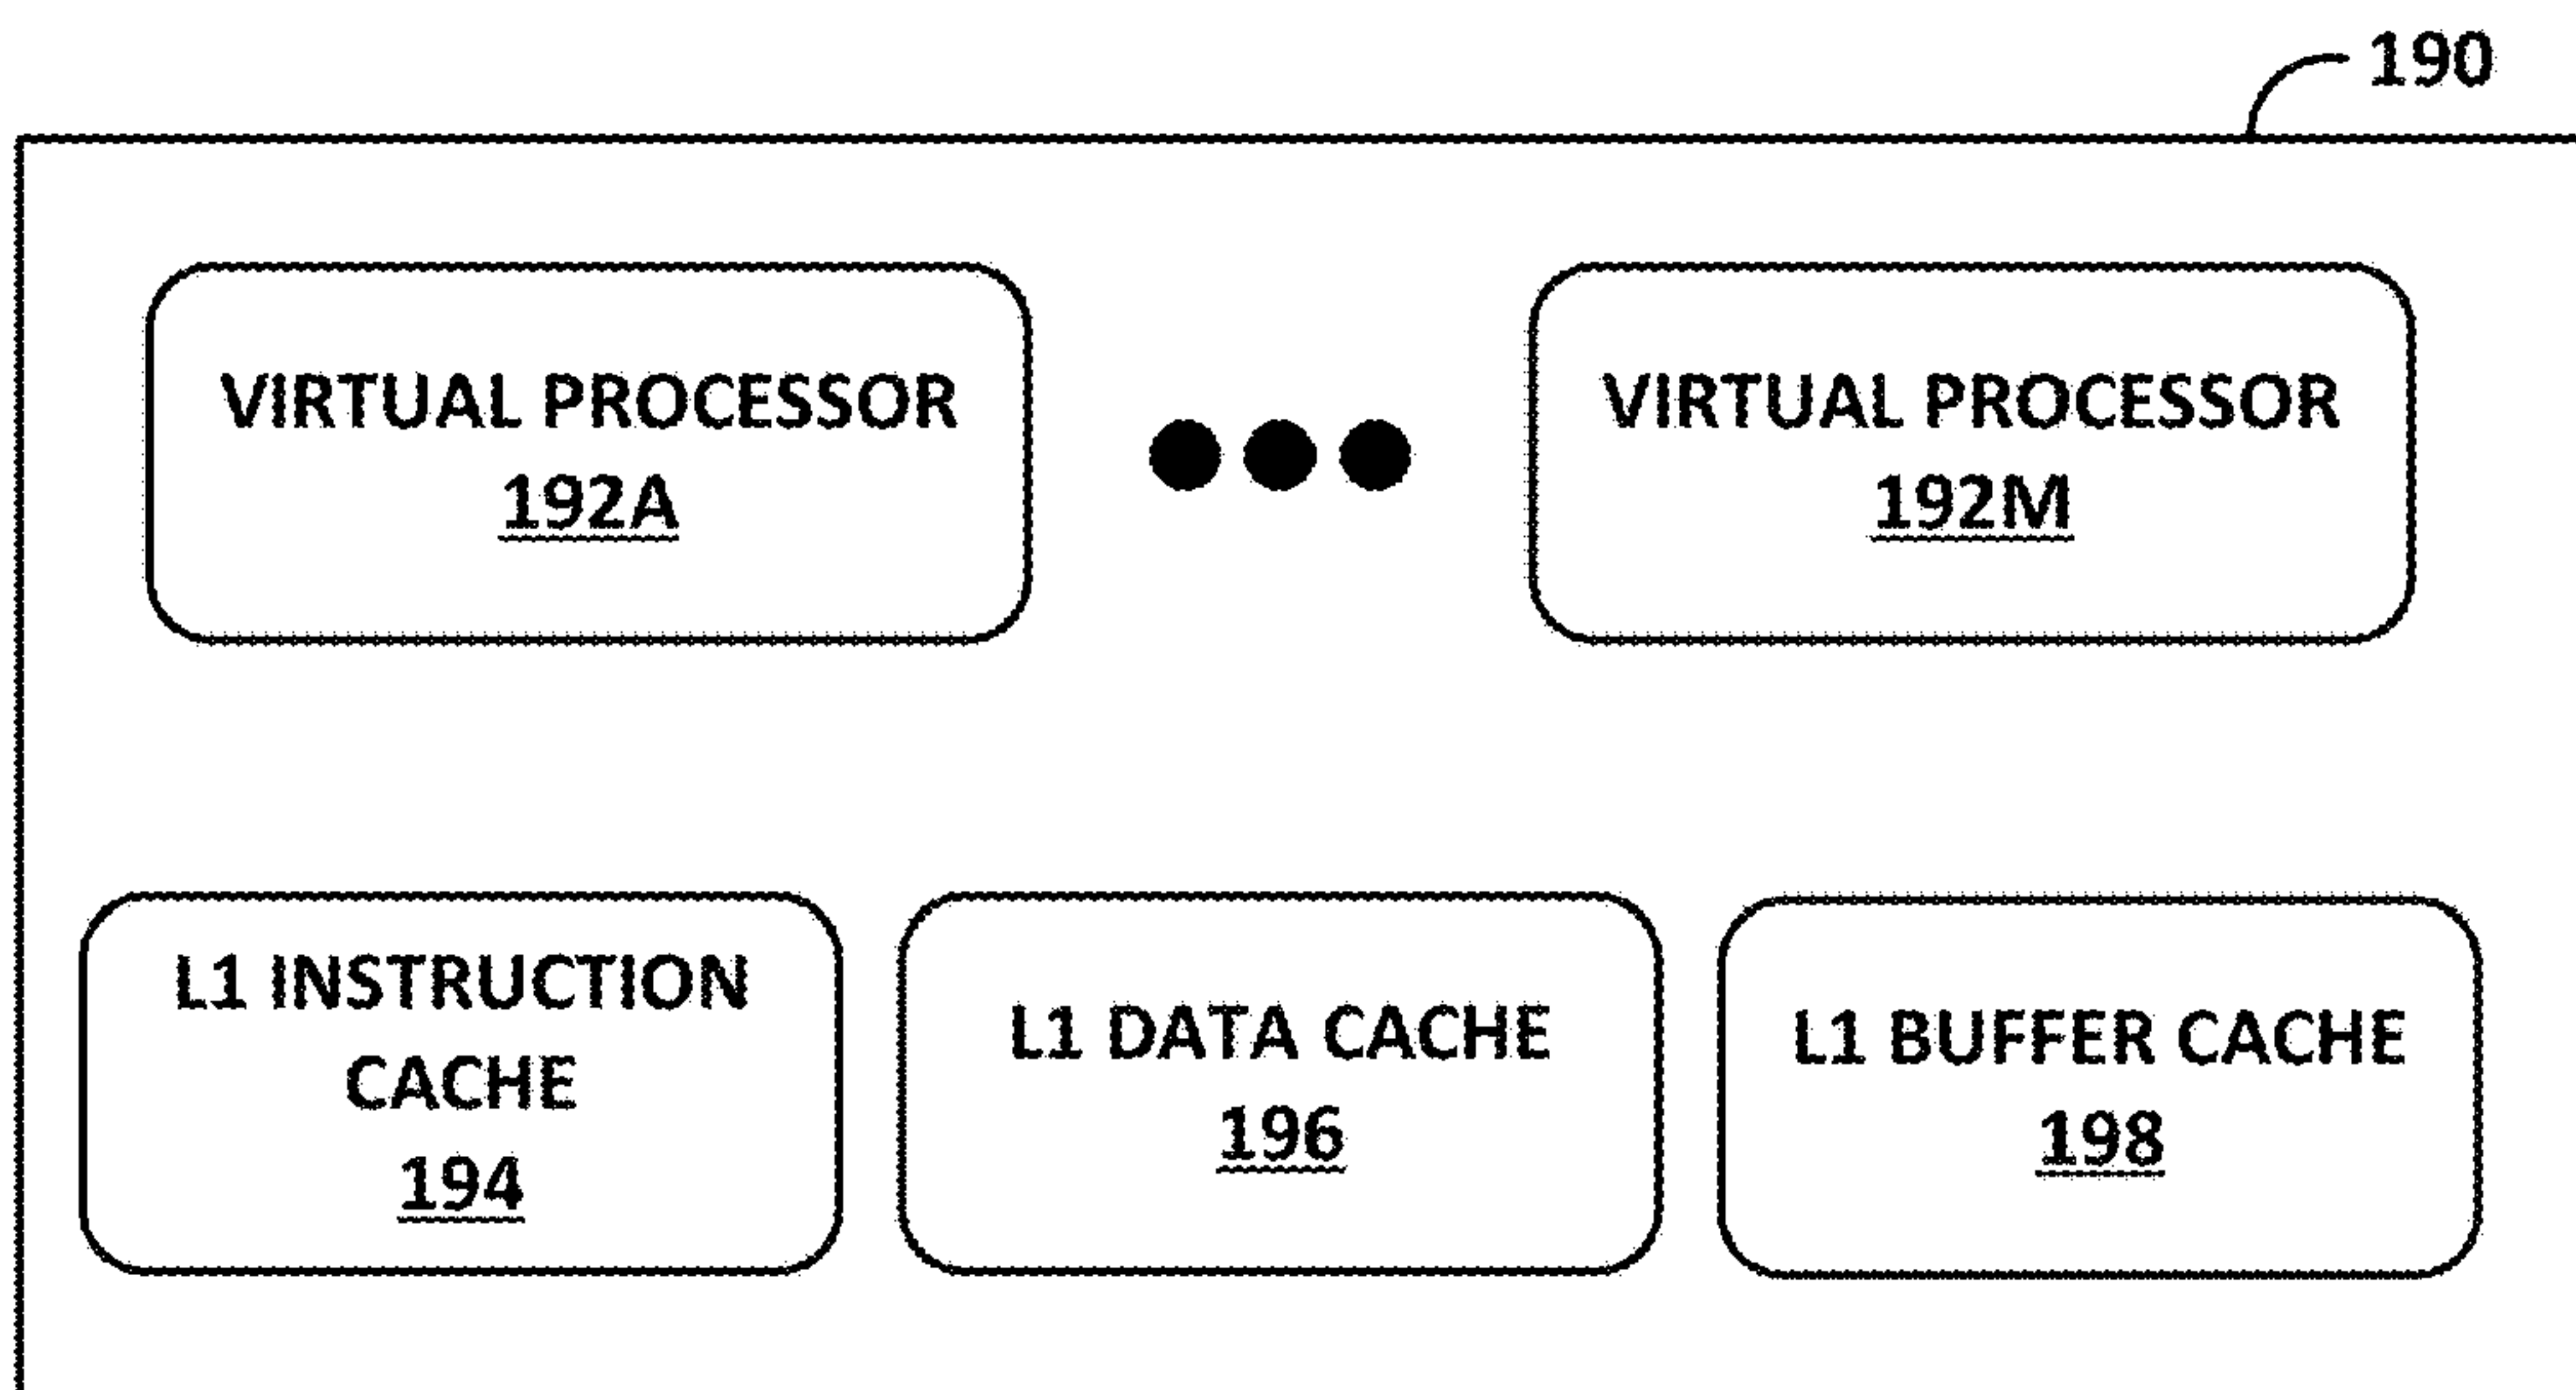 190
VIRTUAL PROCESSOR
192A
VIRTUAL PROCESSOR
192M
L1 INSTRUCTION
CACHE
194
L1 DATA CACHE
196
L1 BUFFER CACHE
198